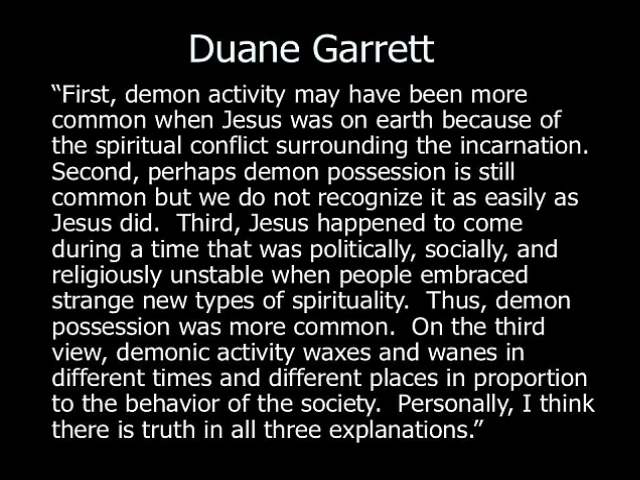 Duane Garrett
“First, demon activity may have been more
common when Jesus was on earth because of
the spiritual conflict surrounding the incarnation.
Second, perhaps demon possession is still
common but we do not recognize it as easily as
Jesus did.  Third, Jesus happened to come
during a time that was politically, socially, and
religiously unstable when people embraced
strange new types of spirituality.  Thus, demon
possession was more common.  On the third
view, demonic activity waxes and wanes in
different times and different places in proportion
to the behavior of the society.  Personally, I think
there is truth in all three explanations.”